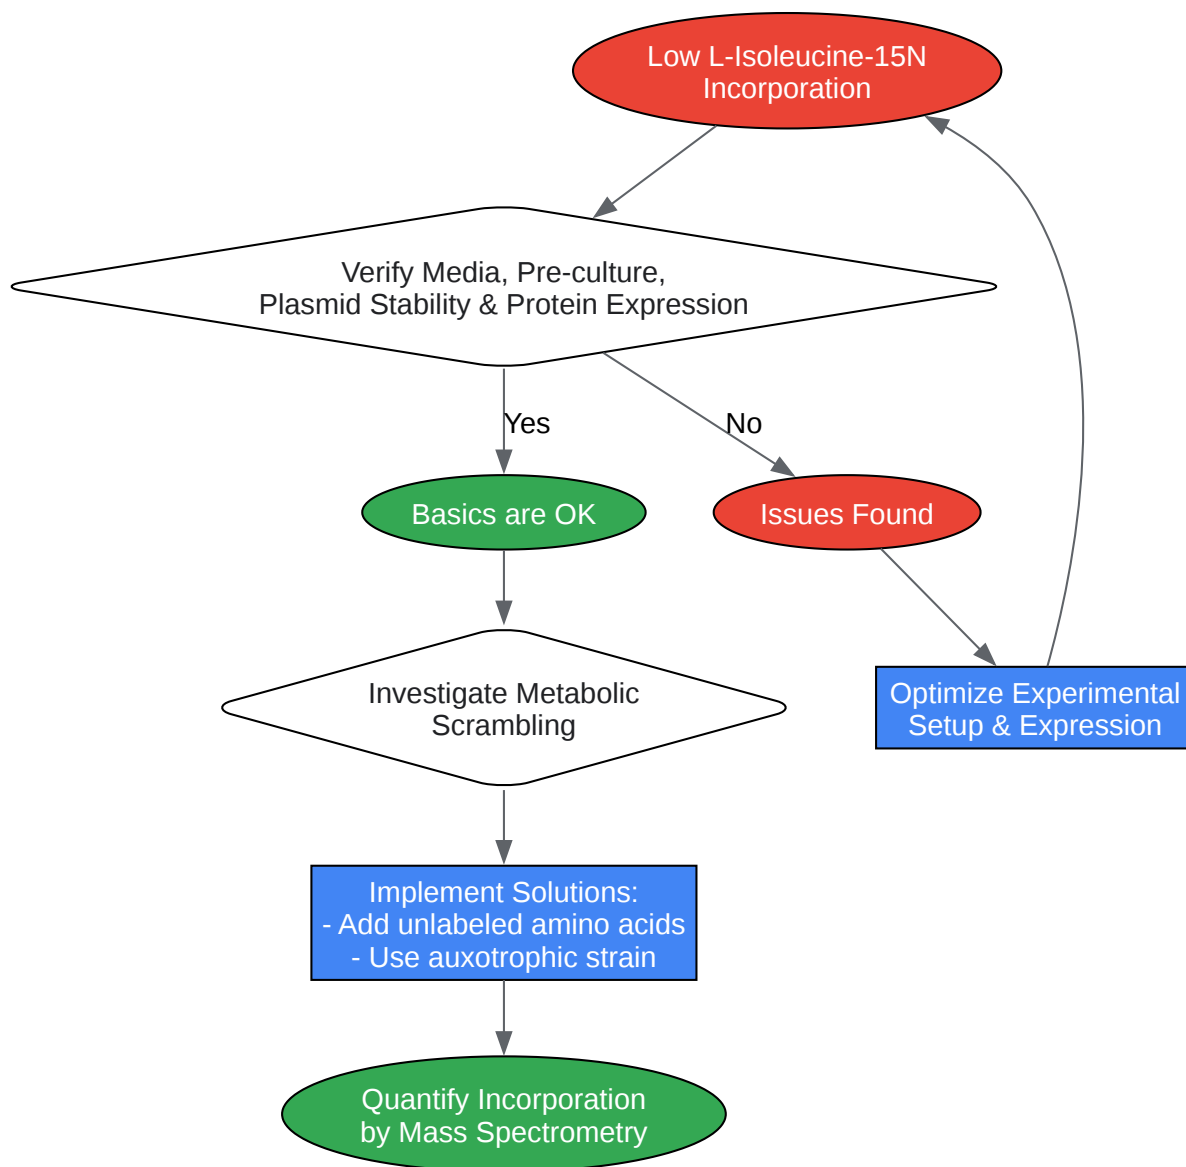 Low L-Isoleucine-15N
Incorporation
Verify Media, Pre-culture,
Plasmid Stability & Protein Expression
Yes
No
Basics are OK
Issues Found
Investigate Metabolic
Scrambling
Optimize Experimental
Setup & Expression
Implement Solutions:
- Add unlabeled amino acids
- Use auxotrophic strain
Quantify Incorporation
by Mass Spectrometry